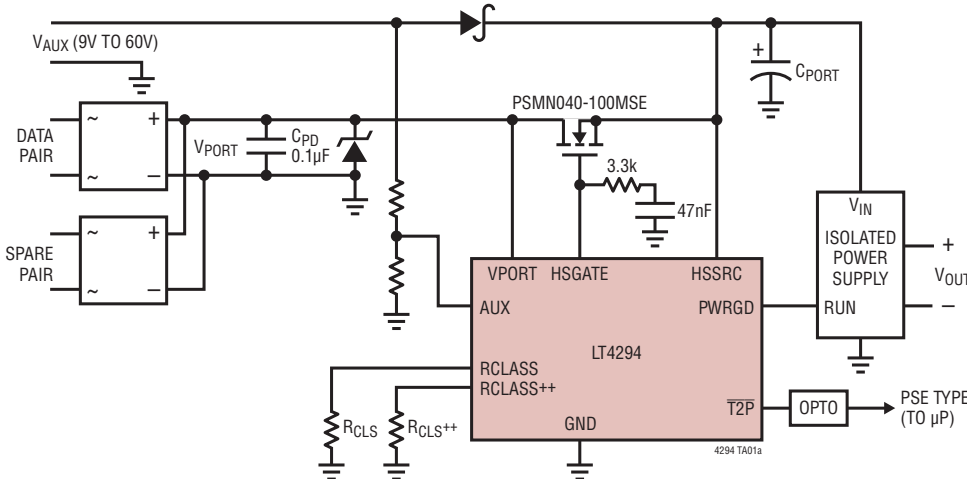 VAUX (9V TO 60V)
DATA
PAIR
~
+
~
−
VPORT
CPD
0.1µF
PSMN040-100MSE
+
CPORT
3.3k
47nF
SPARE
PAIR
~
+
~
−
VIN
ISOLATED
POWER
SUPPLY
RUN
+
VOUT
−
VPORT HSGATE HSSRC
AUX
PWRGD
LT4294
RCLASS
RCLASS++
T2P
GND
RCLS
RCLS++
OPTO
PSE TYPE
(TO µP)
4294 TA01a